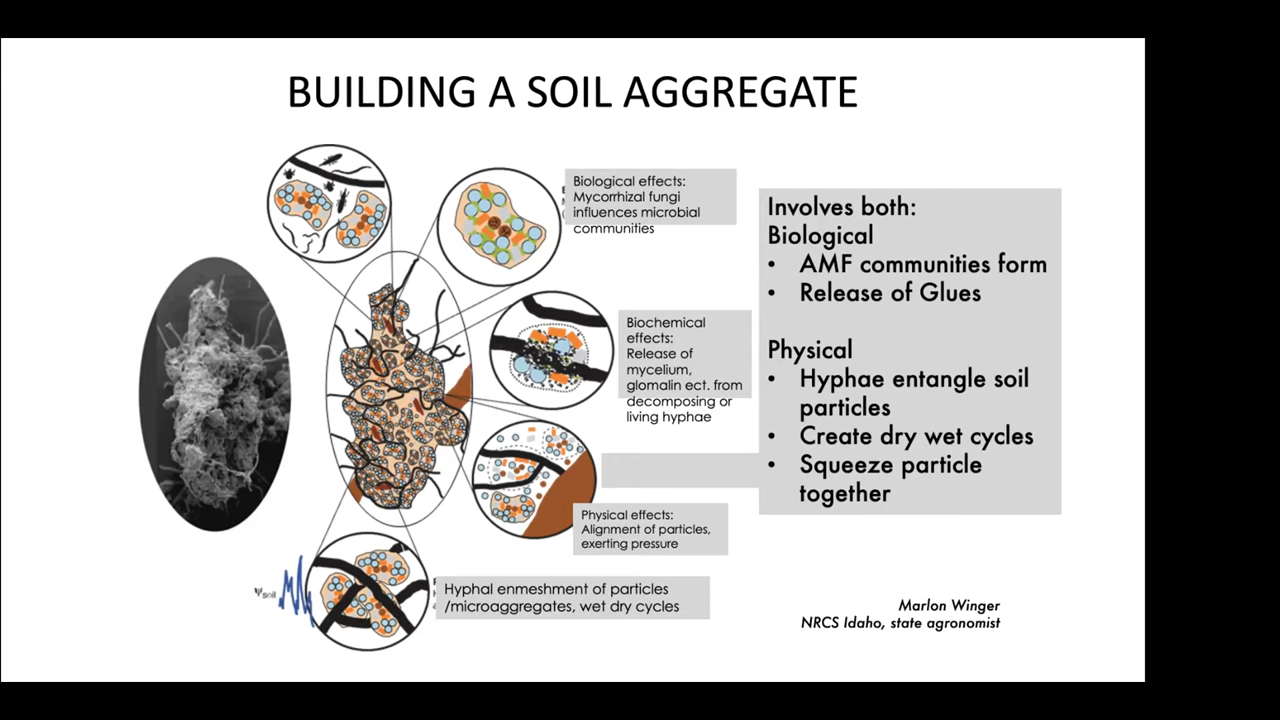 BUILDING A SOIL AGGREGATE
Biological effects:
Mycorrhizal fungi
influences microbial
communities
Biochemical
effects:
Release of
mycelium,
glomalin ect. from
decomposing or
living hyphae
Physical effects:
Alignment of particles,
exerting pressure
Ψsoil
Hyphal enmeshment of particles
/microaggregates, wet dry cycles
Involves both:
Biological
• AMF communities form
• Release of Glues
Physical
• Hyphae entangle soil
particles
• Create dry wet cycles
• Squeeze particle
together
Marlon Winger
NRCS Idaho, state agronomist